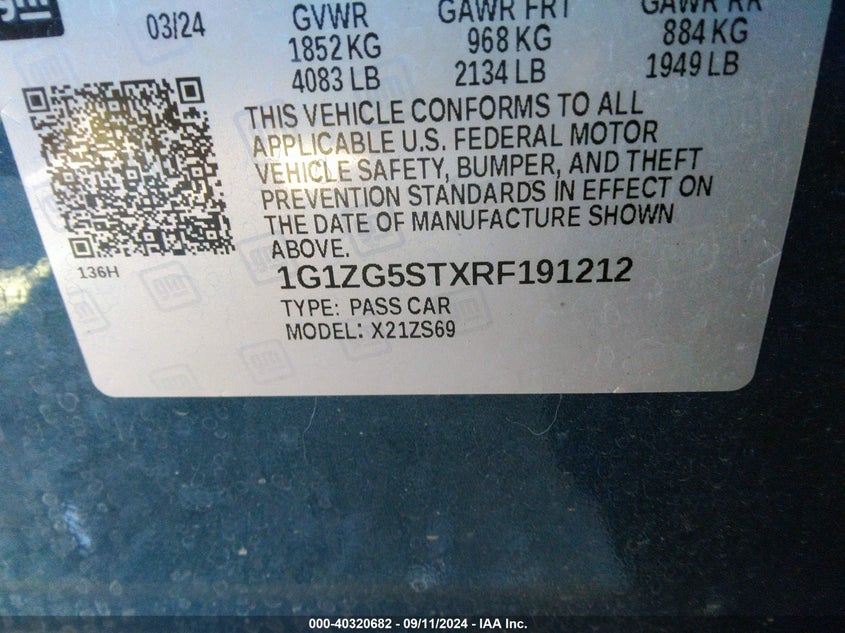 GM
03/24
GVWR
GAWR FRT
GAWR RR
1852 KG
968 KG
884 KG
4083 LB
2134 LB
1949 LB
THIS VEHICLE CONFORMS TO ALL
APPLICABLE U.S. FEDERAL MOTOR
VEHICLE SAFETY, BUMPER, AND THEFT
PREVENTION STANDARDS IN EFFECT ON
THE DATE OF MANUFACTURE SHOWN
ABOVE.
136H
1G1ZG5STXRF191212
TYPE: PASS CAR
MODEL: X21ZS69
000-40320682 - 09/11/2024 - IAA Inc.